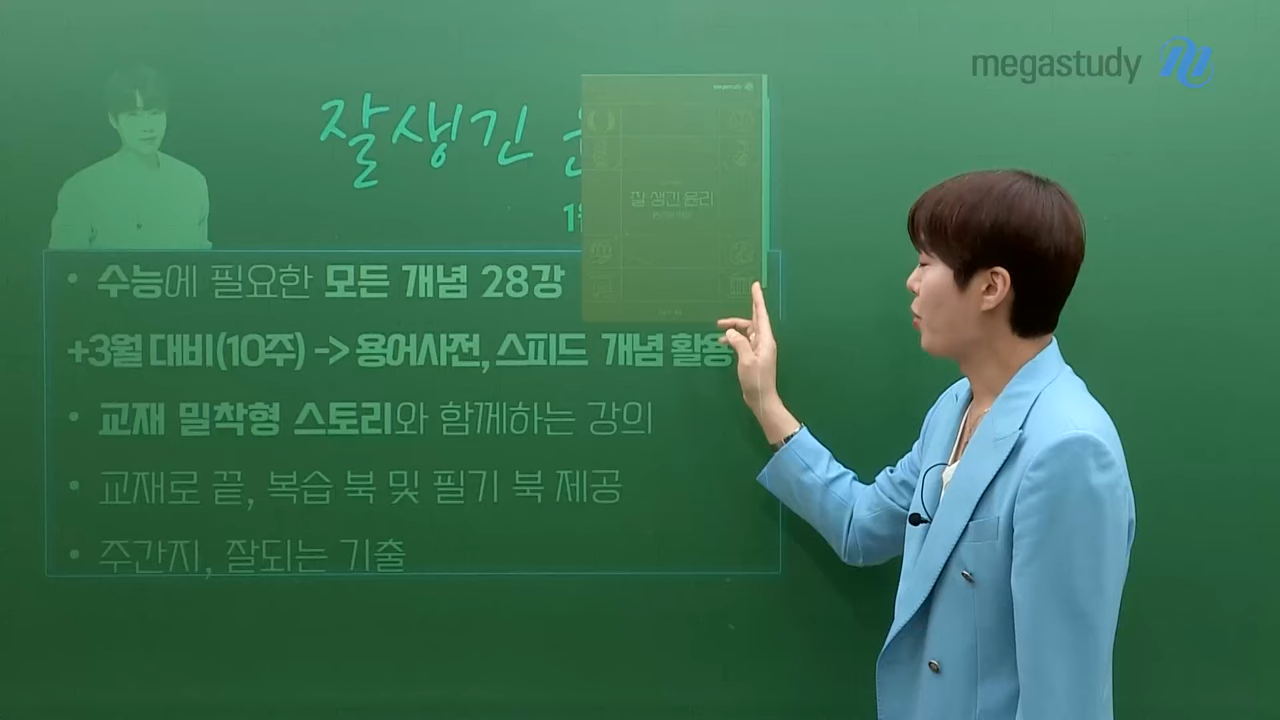 megastudy
잘생긴
잘 생긴 윤리
• 수능에 필요한 모든 개념 28강
+3월 대비(10주) -> 용어사전, 스피드 개념 활용
• 교재 밀착형 스토리와 함께하는 강의
• 교재로 끝, 복습 북 및 필기 북 제공
• 주간지, 잘되는 기출